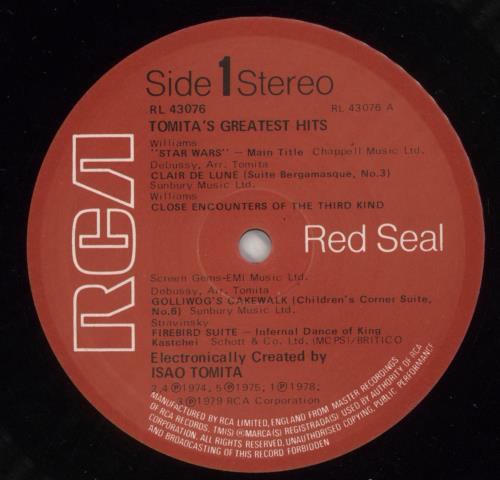 Side 1 Stereo
RL 43076
RL 43076 A
TOMITA'S GREATEST HITS
Williams
"STAR WARS" – Main Title Chappell Music Ltd.
Debussy, Arr. Tomita
CLAIR DE LUNE (Suite Bergamasque, No.3)
Sunbury Music Ltd.
Williams
CLOSE ENCOUNTERS OF THE THIRD KIND
RCA
Red Seal
Screen Gems-EMI Music Ltd.
Debussy, Arr. Tomita
GOLLIWOG'S CAKEWALK (Children's Corner Suite,
No.6) Sunbury Music Ltd.
Stravinsky
FIREBIRD SUITE – Infernal Dance of King
Kastchei Schott & Co. Ltd. (MCPS)/BRITICO
Electronically Created by
ISAO TOMITA
2,4 ℗1974, 5 ℗1975, 1 ℗1978;
3 ℗1979 RCA Corporation
MANUFACTURED BY RCA LIMITED, ENGLAND FROM MASTER RECORDINGS
OF RCA RECORDS. TM(S) ® MARCA(S) REGISTRADA(S) USED BY AUTHORITY OF RCA
CORPORATION. ALL RIGHTS RESERVED. UNAUTHORISED COPYING, PUBLIC PERFORMANCE
AND BROADCASTING OF THIS RECORD FORBIDDEN